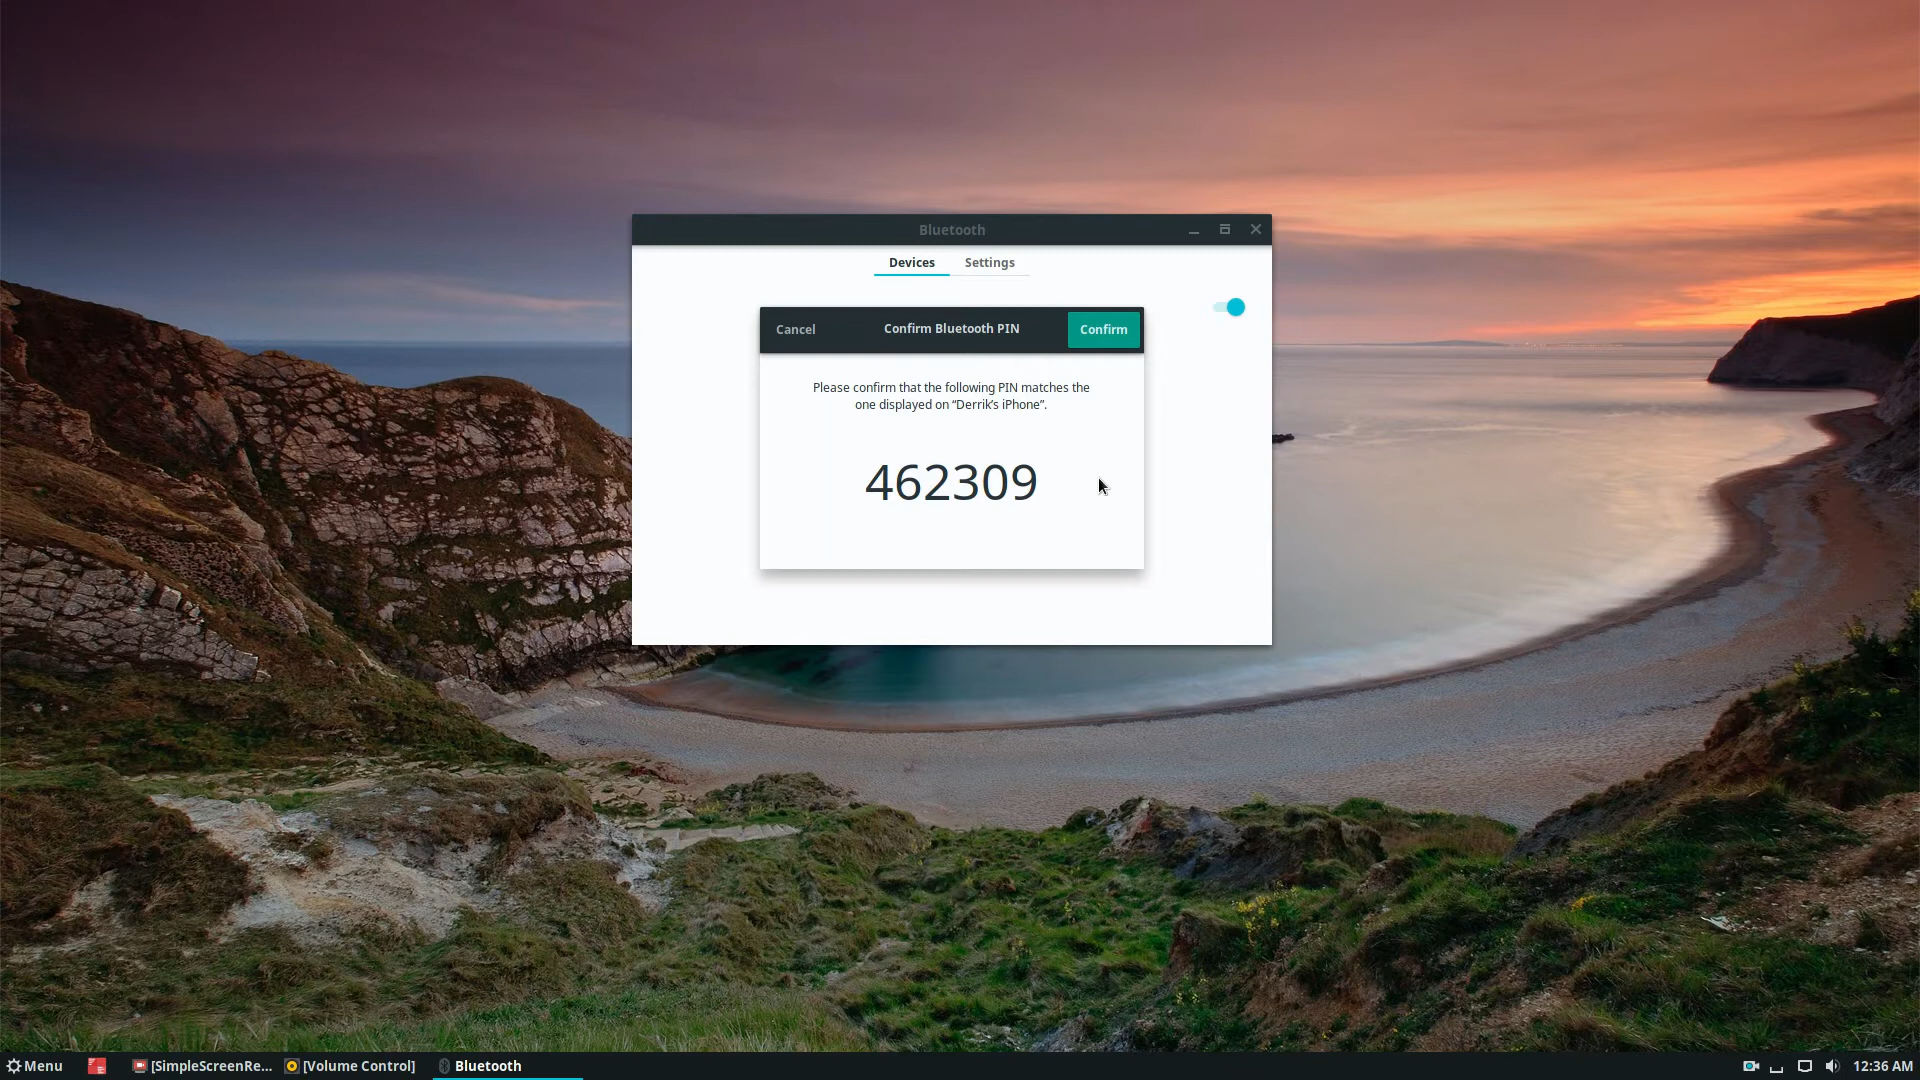 Bluetooth
Devices Settings
Cancel Confirm Bluetooth PIN Confirm
Please confirm that the following PIN matches the
one displayed on “Derrik's iPhone”.
462309
Menu [SimpleScreenRe... [Volume Control] Bluetooth 12:36 AM